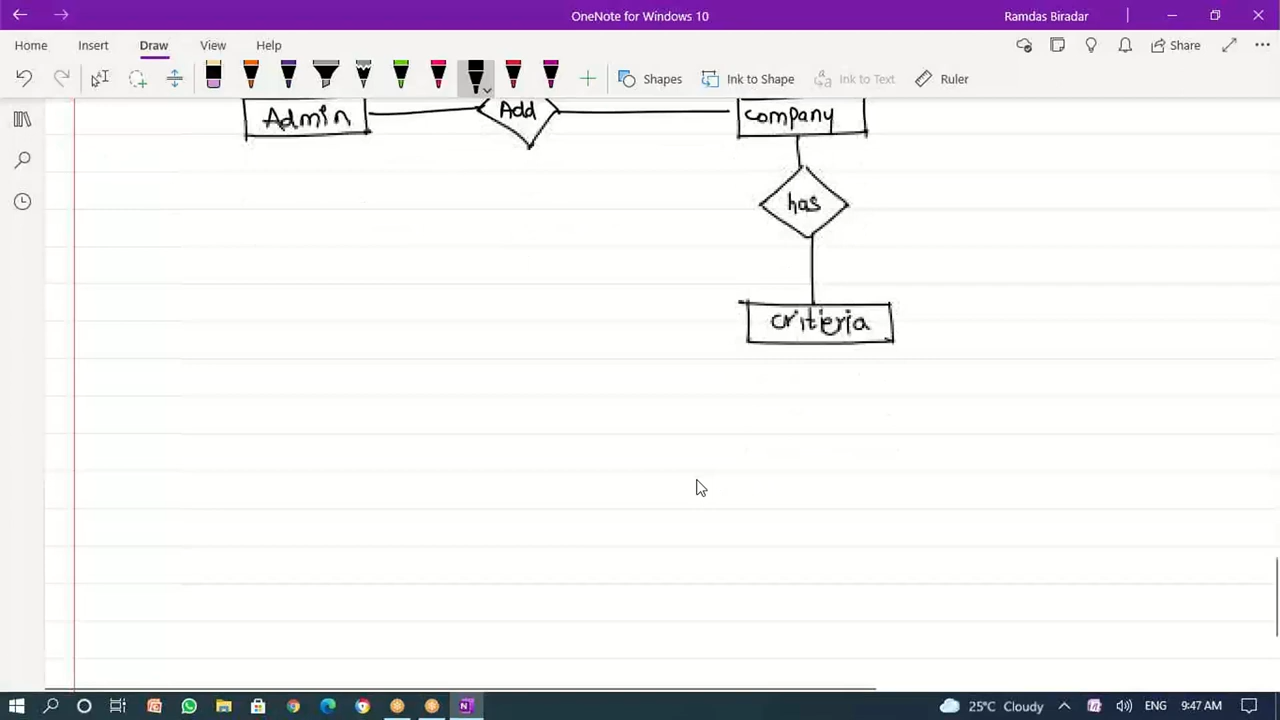 OneNote for Windows 10
Ramdas Biradar
Home Insert Draw View Help
Share
Shapes Ink to Shape Ink to Text Ruler
Admin Add company
has
critieria
25°C Cloudy ENG 9:47 AM